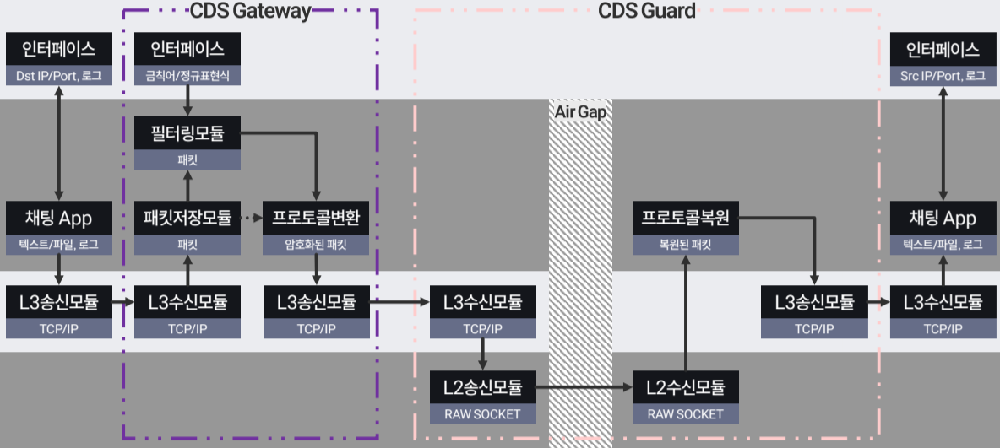 CDS Gateway
CDS Guard
인터페이스
Dst IP/Port, 로그
인터페이스
금칙어/정규표현식
인터페이스
Src IP/Port, 로그
Air Gap
필터링모듈
패킷
채팅 App
텍스트/파일, 로그
패킷저장모듈
패킷
프로토콜변환
암호화된 패킷
프로토콜복원
복원된 패킷
채팅 App
텍스트/파일, 로그
L3송신모듈
TCP/IP
L3수신모듈
TCP/IP
L3송신모듈
TCP/IP
L3수신모듈
TCP/IP
L3송신모듈
TCP/IP
L3수신모듈
TCP/IP
L2송신모듈
RAW SOCKET
L2수신모듈
RAW SOCKET